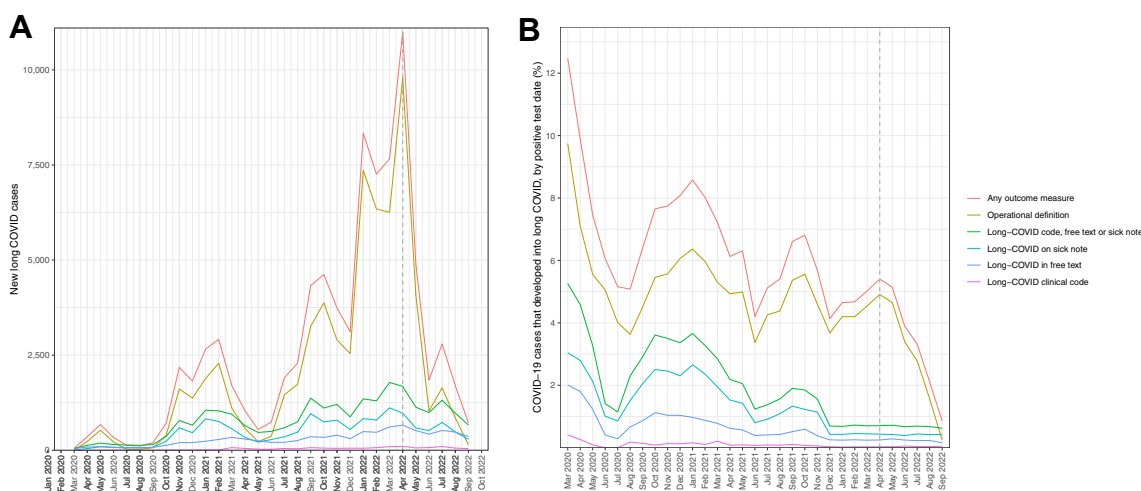 A
New long COVID cases
10,000
7,500
5,000
2,500
0
Jan 2020
Feb 2020
Mar 2020
Apr 2020
May 2020
Jun 2020
Jul 2020
Aug 2020
Sep 2020
Oct 2020
Nov 2020
Dec 2020
Jan 2021
Feb 2021
Mar 2021
Apr 2021
May 2021
Jun 2021
Jul 2021
Aug 2021
Sep 2021
Oct 2021
Nov 2021
Dec 2021
Jan 2022
Feb 2022
Mar 2022
Apr 2022
May 2022
Jun 2022
Jul 2022
Aug 2022
Sep 2022
Oct 2022
B
COVID−19 cases that developed into long COVID, by positive test date (%)
12
10
8
6
4
2
Mar 2020
Apr 2020
May 2020
Jun 2020
Jul 2020
Aug 2020
Sep 2020
Oct 2020
Nov 2020
Dec 2020
Jan 2021
Feb 2021
Mar 2021
Apr 2021
May 2021
Jun 2021
Jul 2021
Aug 2021
Sep 2021
Oct 2021
Nov 2021
Dec 2021
Jan 2022
Feb 2022
Mar 2022
Apr 2022
May 2022
Jun 2022
Jul 2022
Aug 2022
Sep 2022
Any outcome measure
Operational definition
Long−COVID code, free text or sick note
Long−COVID on sick note
Long−COVID in free text
Long−COVID clinical code